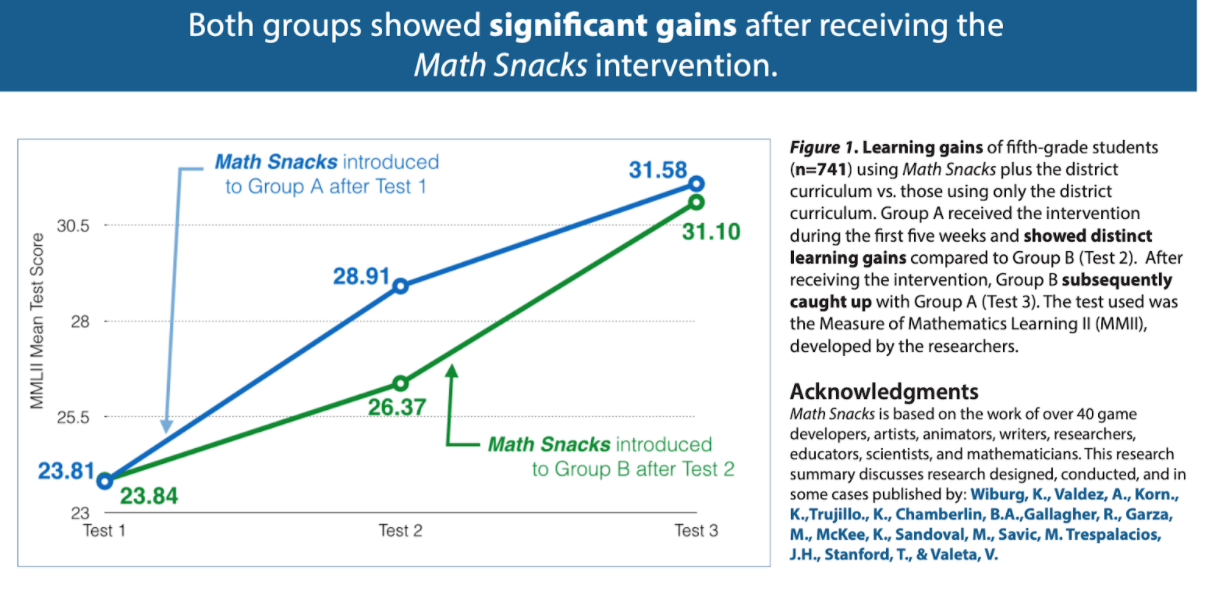 Both groups showed significant gains after receiving the
Math Snacks intervention.
MMLII Mean Test Score
30.5
28
25.5
23
Test 1
Test 2
Test 3
Math Snacks introduced
to Group A after Test 1
31.58
31.10
28.91
26.37
23.81
23.84
Math Snacks introduced
to Group B after Test 2
Figure 1. Learning gains of fifth-grade students
(n=741) using Math Snacks plus the district
curriculum vs. those using only the district
curriculum. Group A received the intervention
during the first five weeks and showed distinct
learning gains compared to Group B (Test 2). After
receiving the intervention, Group B subsequently
caught up with Group A (Test 3). The test used was
the Measure of Mathematics Learning II (MMII),
developed by the researchers.
Acknowledgments
Math Snacks is based on the work of over 40 game
developers, artists, animators, writers, researchers,
educators, scientists, and mathematicians. This research
summary discusses research designed, conducted, and in
some cases published by: Wiburg, K., Valdez, A., Korn.,
K.,Trujillo., K., Chamberlin, B.A.,Gallagher, R., Garza,
M., McKee, K., Sandoval, M., Savic, M. Trespalacios,
J.H., Stanford, T., & Valeta, V.